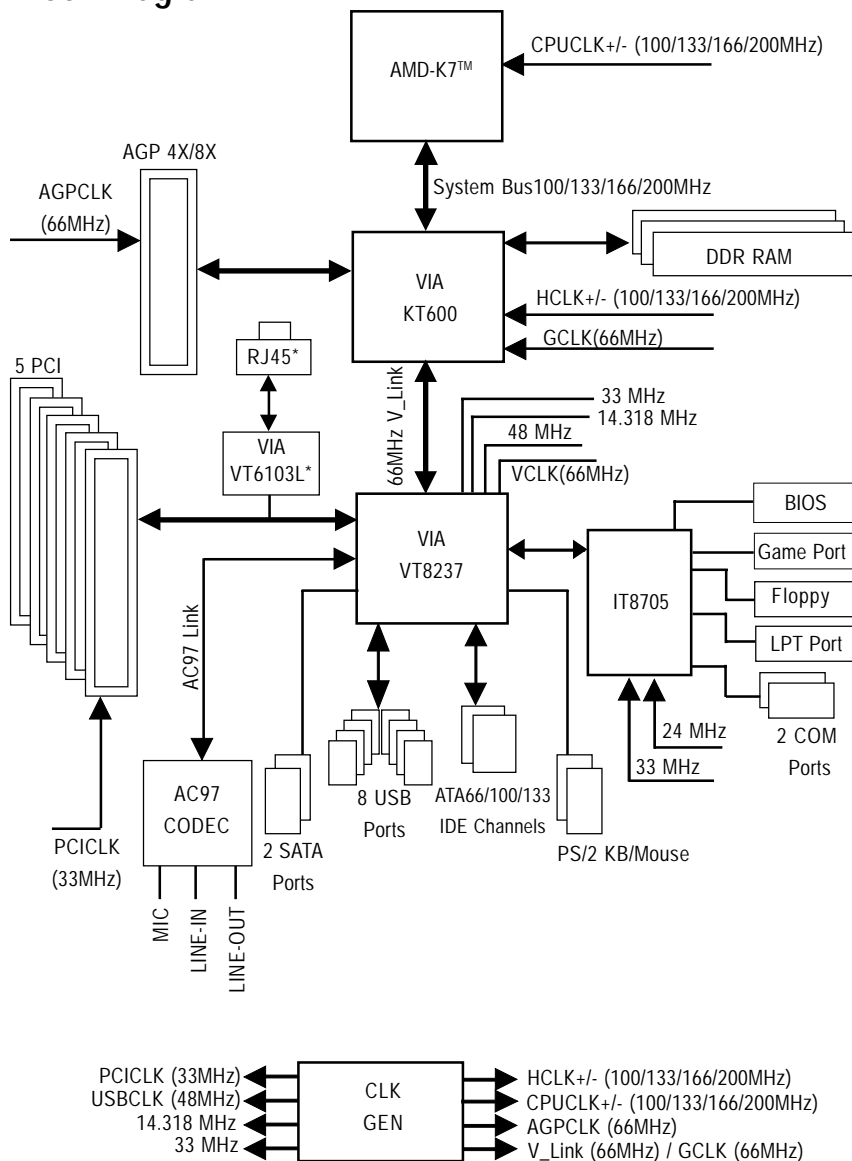 AMD-K7™
CPUCLK+/- (100/133/166/200MHz)
AGP 4X/8X
AGPCLK
(66MHz)
System Bus100/133/166/200MHz
DDR RAM
VIA
KT600
HCLK+/- (100/133/166/200MHz)
GCLK(66MHz)
RJ45*
5 PCI
66MHz V_Link
33 MHz
14.318 MHz
48 MHz
VCLK(66MHz)
VIA
VT6103L*
VIA
VT8237
IT8705
BIOS
Game Port
Floppy
LPT Port
2 COM
Ports
24 MHz
33 MHz
AC97 Link
AC97
CODEC
PCICLK
(33MHz)
MIC
LINE-IN
LINE-OUT
2 SATA
Ports
8 USB
Ports
ATA66/100/133
IDE Channels
PS/2 KB/Mouse
CLK
GEN
PCICLK (33MHz)
USBCLK (48MHz)
14.318 MHz
33 MHz
HCLK+/- (100/133/166/200MHz)
CPUCLK+/- (100/133/166/200MHz)
AGPCLK (66MHz)
V_Link (66MHz) / GCLK (66MHz)